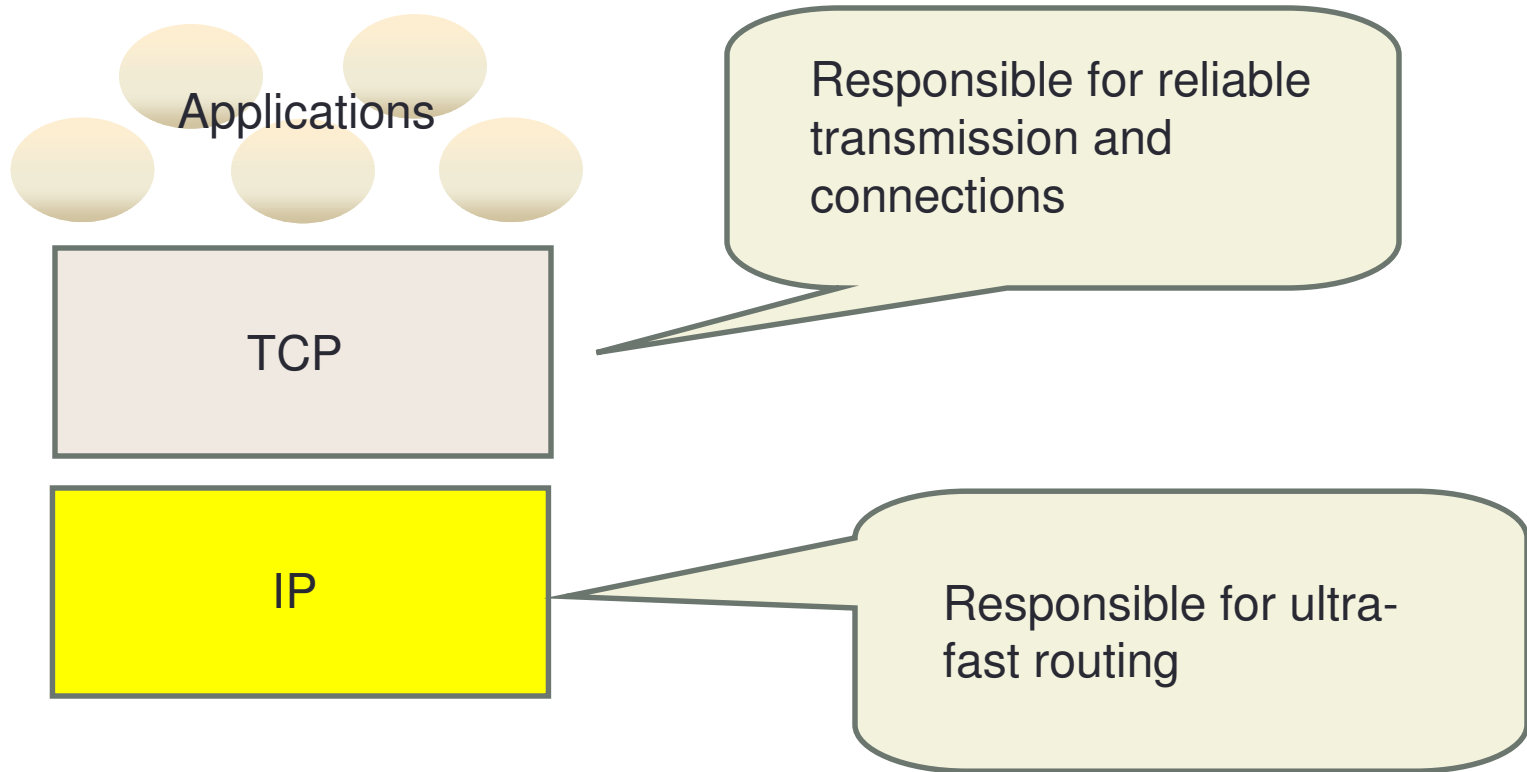 Applications
Responsible for reliable
transmission and
connections
TCP
IP
Responsible for ultra-
fast routing